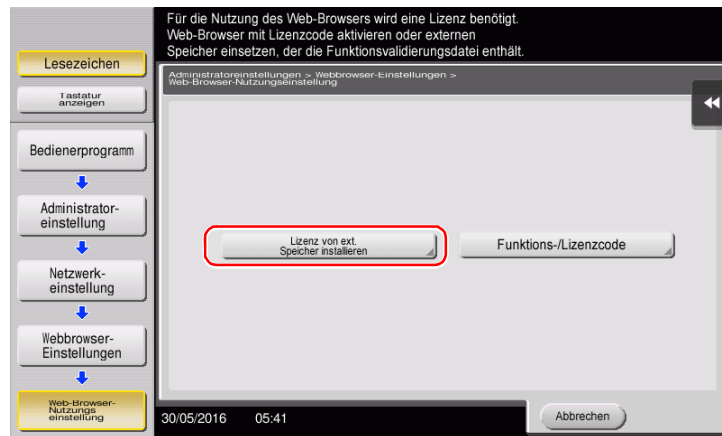 Für die Nutzung des Web-Browsers wird eine Lizenz benötigt.
Web-Browser mit Lizenzcode aktivieren oder externen
Speicher einsetzen, der die Funktionsvalidierungsdatei enthält.
Lesezeichen
Tastatur
anzeigen
Bedienerprogramm
Administrator-
einstellung
Netzwerk-
einstellung
Webbrowser-
Einstellungen
Web-Browser-
Nutzungs
einstellung
Administratoreinstellungen > Webbrowser-Einstellungen >
Web-Browser-Nutzungseinstellung
Lizenz von ext.
Speicher installieren
Funktions-/Lizenzcode
30/05/2016 05:41
Abbrechen